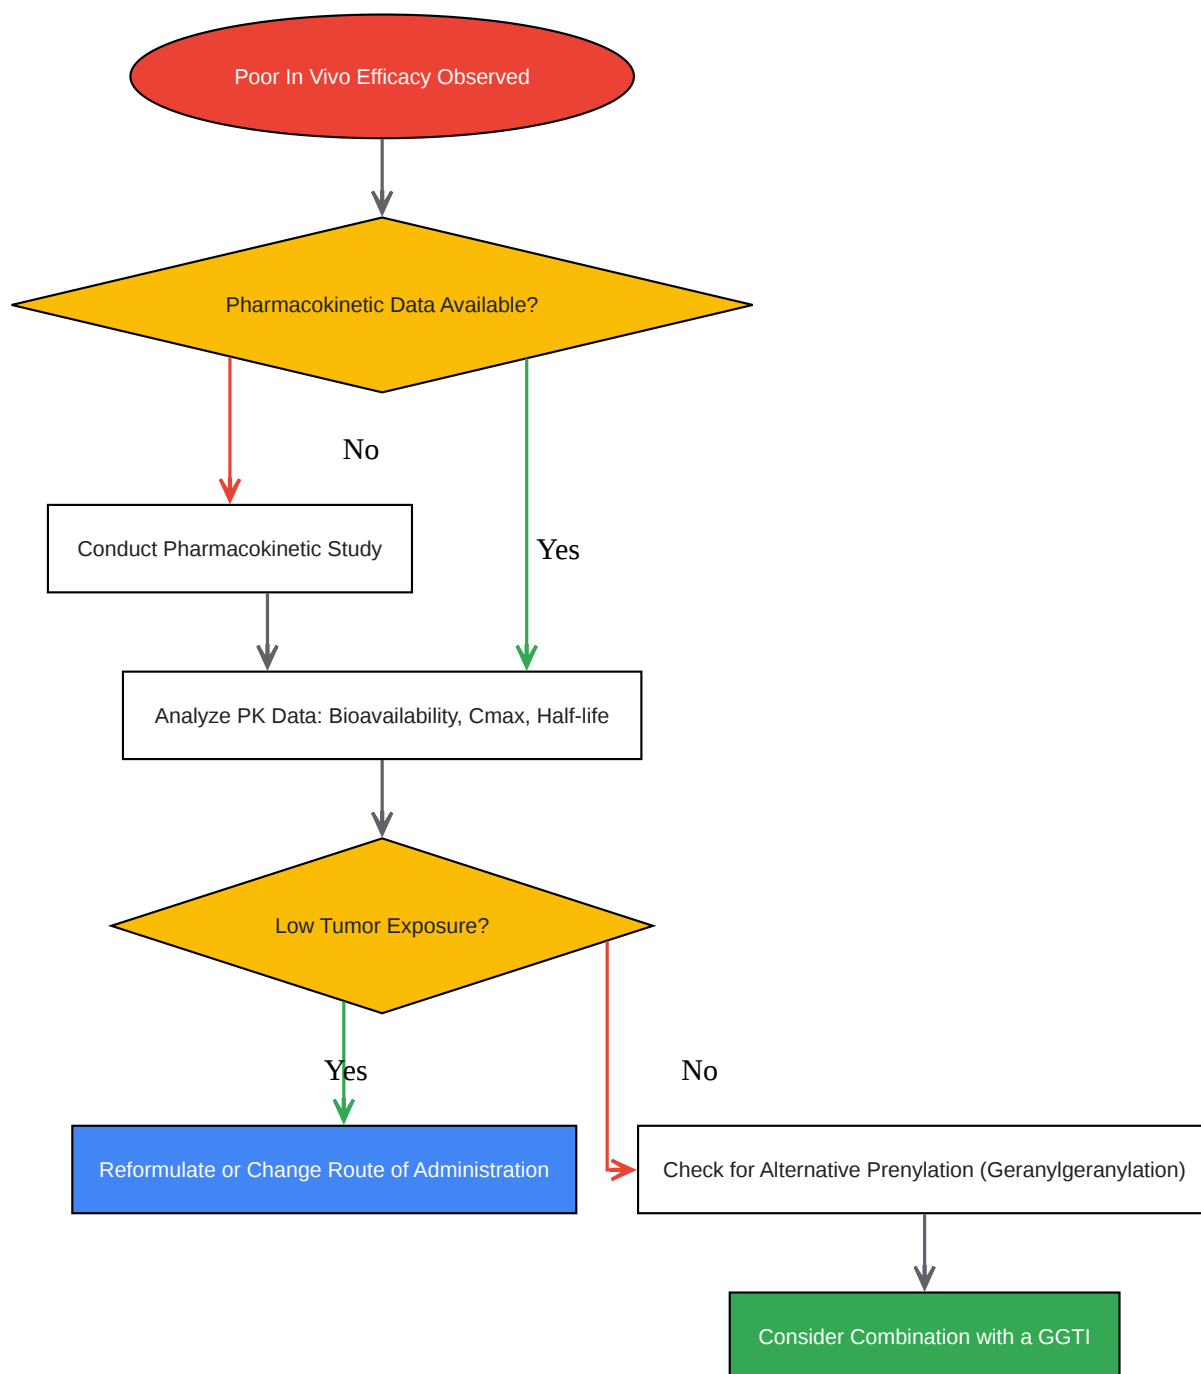 Poor In Vivo Efficacy Observed
Pharmacokinetic Data Available?
No
Conduct Pharmacokinetic Study
Yes
Analyze PK Data: Bioavailability, Cmax, Half-life
Low Tumor Exposure?
Yes
No
Reformulate or Change Route of Administration
Check for Alternative Prenylation (Geranylgeranylation)
Consider Combination with a GGTI